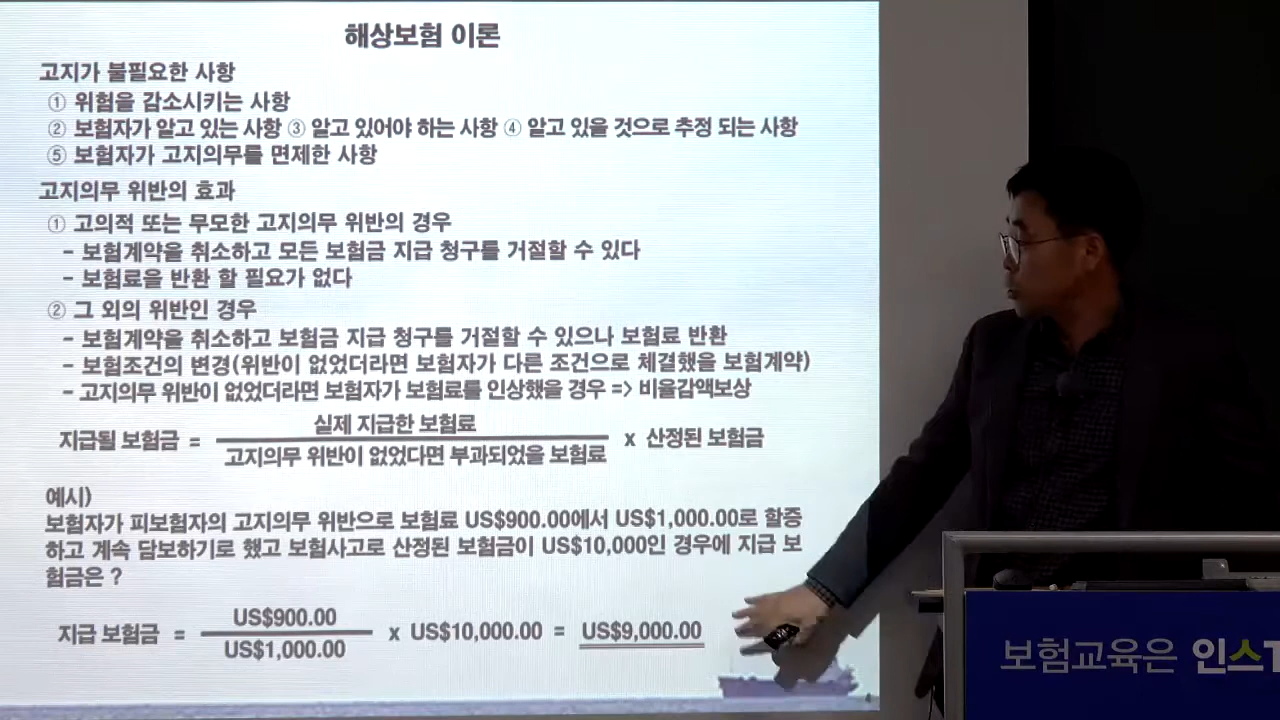 해상보험 이론
고지가 불필요한 사항
① 위험을 감소시키는 사항
② 보험자가 알고 있는 사항 ③ 알고 있어야 하는 사항 ④ 알고 있을 것으로 추정 되는 사항
⑤ 보험자가 고지의무를 면제한 사항
고지의무 위반의 효과
① 고의적 또는 무모한 고지의무 위반의 경우
- 보험계약을 취소하고 모든 보험금 지급 청구를 거절할 수 있다
- 보험료을 반환 할 필요가 없다
② 그 외의 위반인 경우
- 보험계약을 취소하고 보험금 지급 청구를 거절할 수 있으나 보험료 반환
- 보험조건의 변경(위반이 없었더라면 보험자가 다른 조건으로 체결했을 보험계약)
- 고지의무 위반이 없었더라면 보험자가 보험료를 인상했을 경우 => 비율감액보상
실제 지급한 보험료
지급될 보험금 = x 산정된 보험금
고지의무 위반이 없었다면 부과되었을 보험료
예시)
보험자가 피보험자의 고지의무 위반으로 보험료 US$900.00에서 US$1,000.00로 할증
하고 계속 담보하기로 했고 보험사고로 산정된 보험금이 US$10,000인 경우에 지급 보
험금은 ?
US$900.00
지급 보험금 = x US$10,000.00 = US$9,000.00
US$1,000.00
4
보험교육은 인스